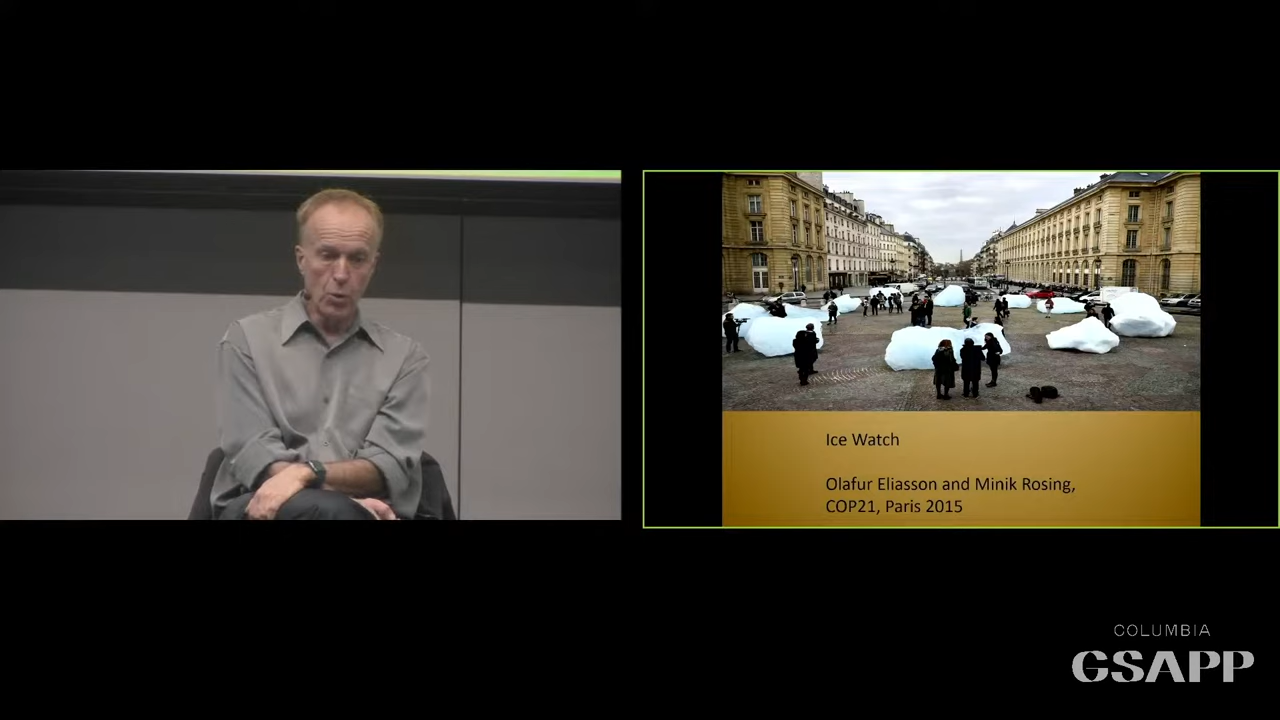 Ice Watch
Olafur Eliasson and Minik Rosing,
COP21, Paris 2015
COLUMBIA
GSAPP